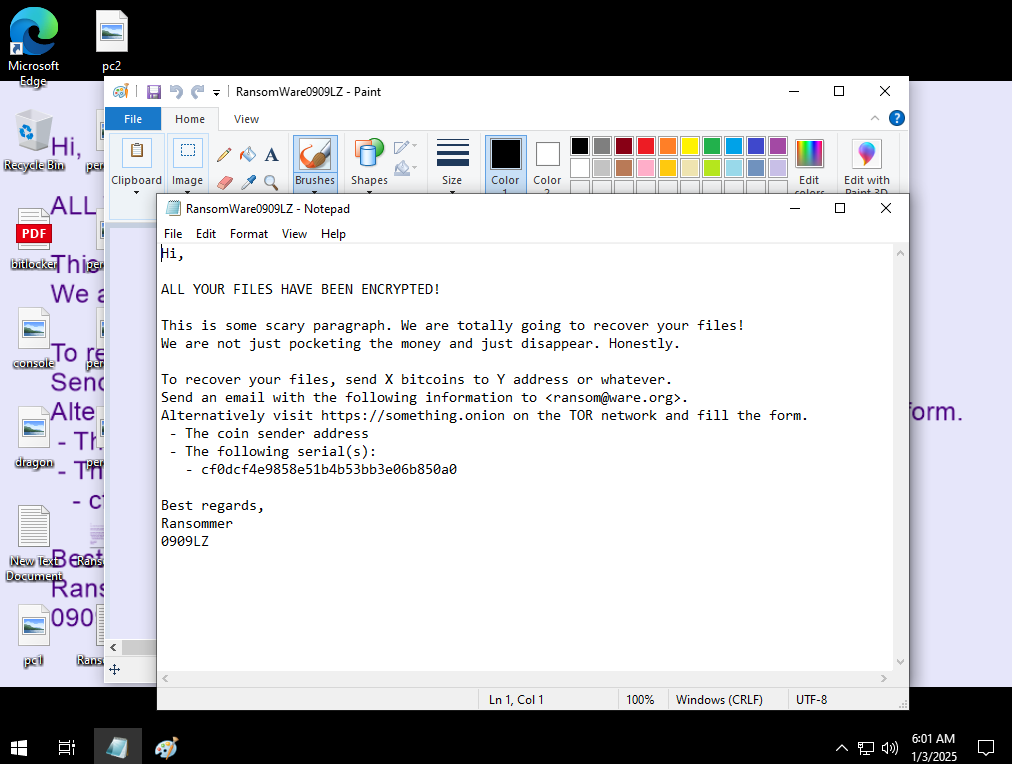 Microsoft
Edge
pc2
Recycle Bin
PDF
bitlocker
console
dragon
New Text
Document
pc1
per
per
per
per
Rans
Rans
Hi,
ALL
This
We a
To re
Send
Alte
orm.
- Th
- Th
- c
Best
Rans
090
RansomWare0909LZ - Paint
File
Home
View
Clipboard
Image
Brushes
Shapes
Size
Color
1
Color
2
Edit
colors
Edit with
Paint 3D
RansomWare0909LZ - Notepad
File Edit Format View Help
Hi,
ALL YOUR FILES HAVE BEEN ENCRYPTED!
This is some scary paragraph. We are totally going to recover your files!
We are not just pocketing the money and just disappear. Honestly.
To recover your files, send X bitcoins to Y address or whatever.
Send an email with the following information to <ransom@ware.org>.
Alternatively visit https://something.onion on the TOR network and fill the form.
- The coin sender address
- The following serial(s):
- cf0dcf4e9858e51b4b53bb3e06b850a0
Best regards,
Ransommer
0909LZ
Ln 1, Col 1
100%
Windows (CRLF)
UTF-8
6:01 AM
1/3/2025